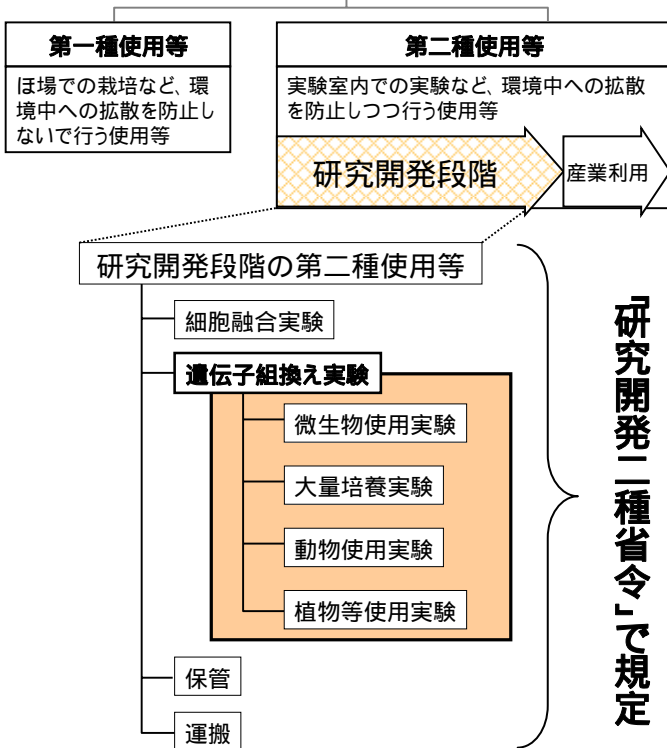 第一種使用等
ほ場での栽培など、環
境中への拡散を防止し
ないで行う使用等
第二種使用等
実験室内での実験など、環境中への拡散
を防止しつつ行う使用等
研究開発段階
産業利用
研究開発段階の第二種使用等
細胞融合実験
遺伝子組換え実験
微生物使用実験
大量培養実験
動物使用実験
植物等使用実験
保管
運搬
「研究開発二種省令」で規定